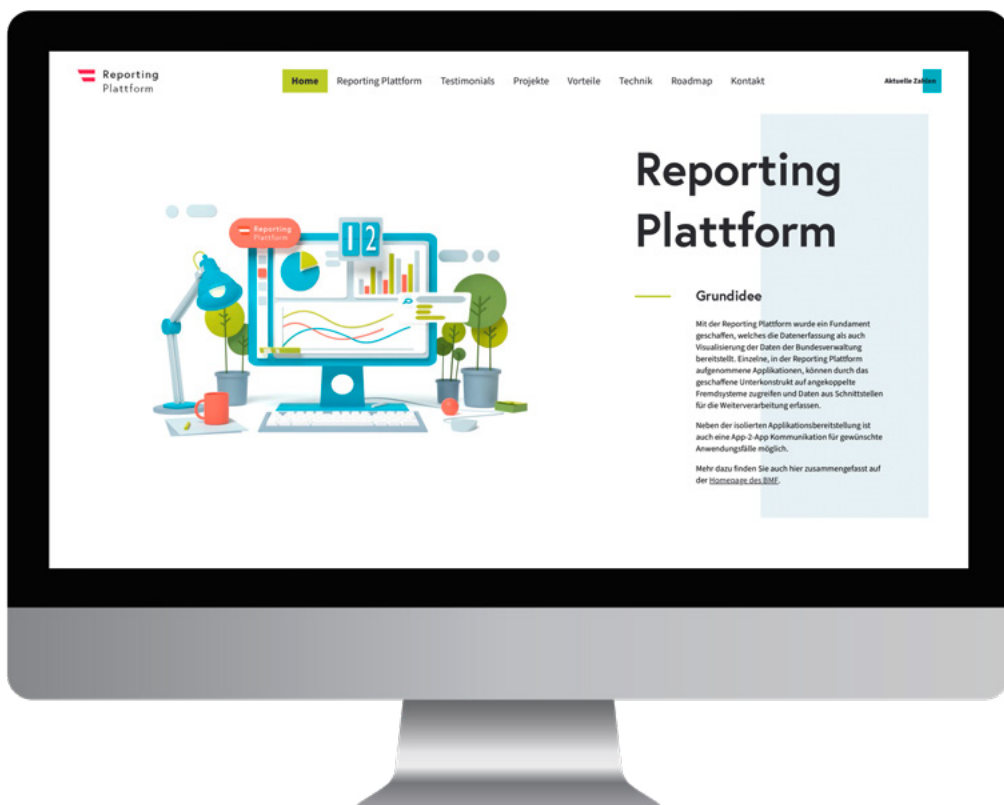 Reporting
Plattform
Home Reporting Plattform Testimonials Projekte Vorteile Technik Roadmap Kontakt
Aktuelle Zahlen
Reporting
Plattform
12
Reporting
Plattform
Grundidee
Mit der Reporting Plattform wurde ein Fundament
geschaffen, welches die Datenerfassung als auch
Visualisierung der Daten der Bundesverwaltung
bereitstellt. Einzelne, in der Reporting Plattform
aufgenommene Applikationen, können durch das
geschaffene Unterkonstrukt auf angekoppelte
Fremdsysteme zugreifen und Daten aus Schnittstellen
für die Weiterverarbeitung erfassen.
Neben der isolierten Applikationsbereitstellung ist
auch eine App-2-App Kommunikation für gewünschte
Anwendungsfälle möglich.
Mehr dazu finden Sie auch hier zusammengefasst auf
der Homepage des BMF.